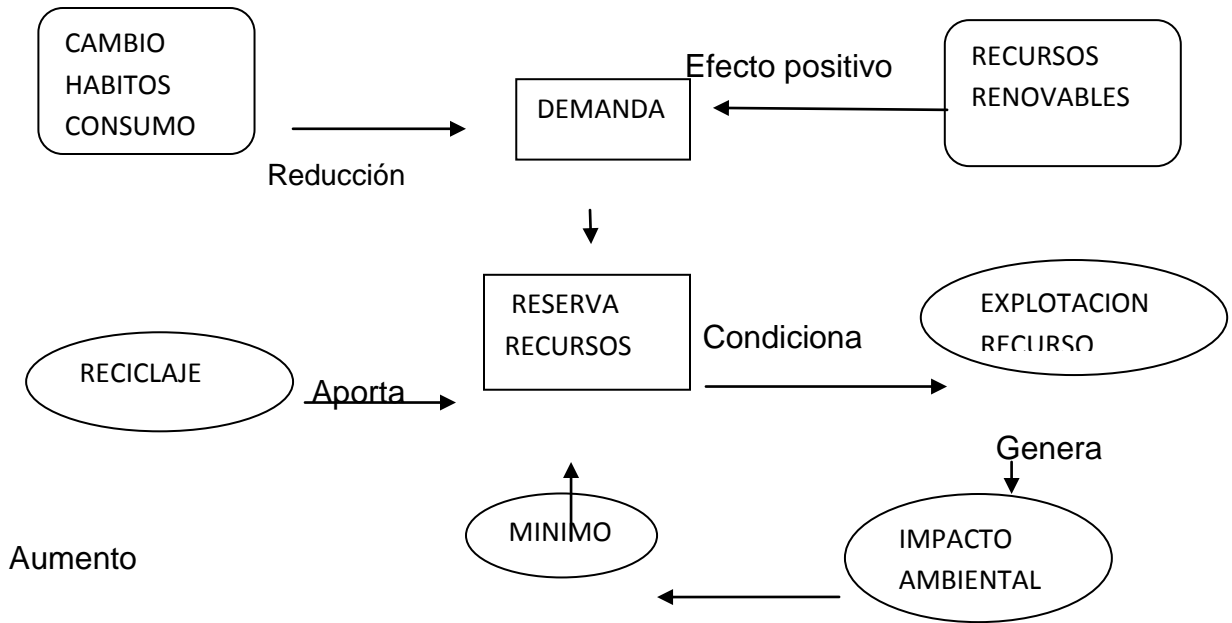 CAMBIO
HABITOS
CONSUMO
Efecto positivo
DEMANDA
RECURSOS
RENOVABLES
Reducción
RESERVA
RECURSOS
Condiciona
EXPLOTACION
RECURSO
RECICLAJE
Aporta
Genera
MINIMO
IMPACTO
AMBIENTAL
Aumento